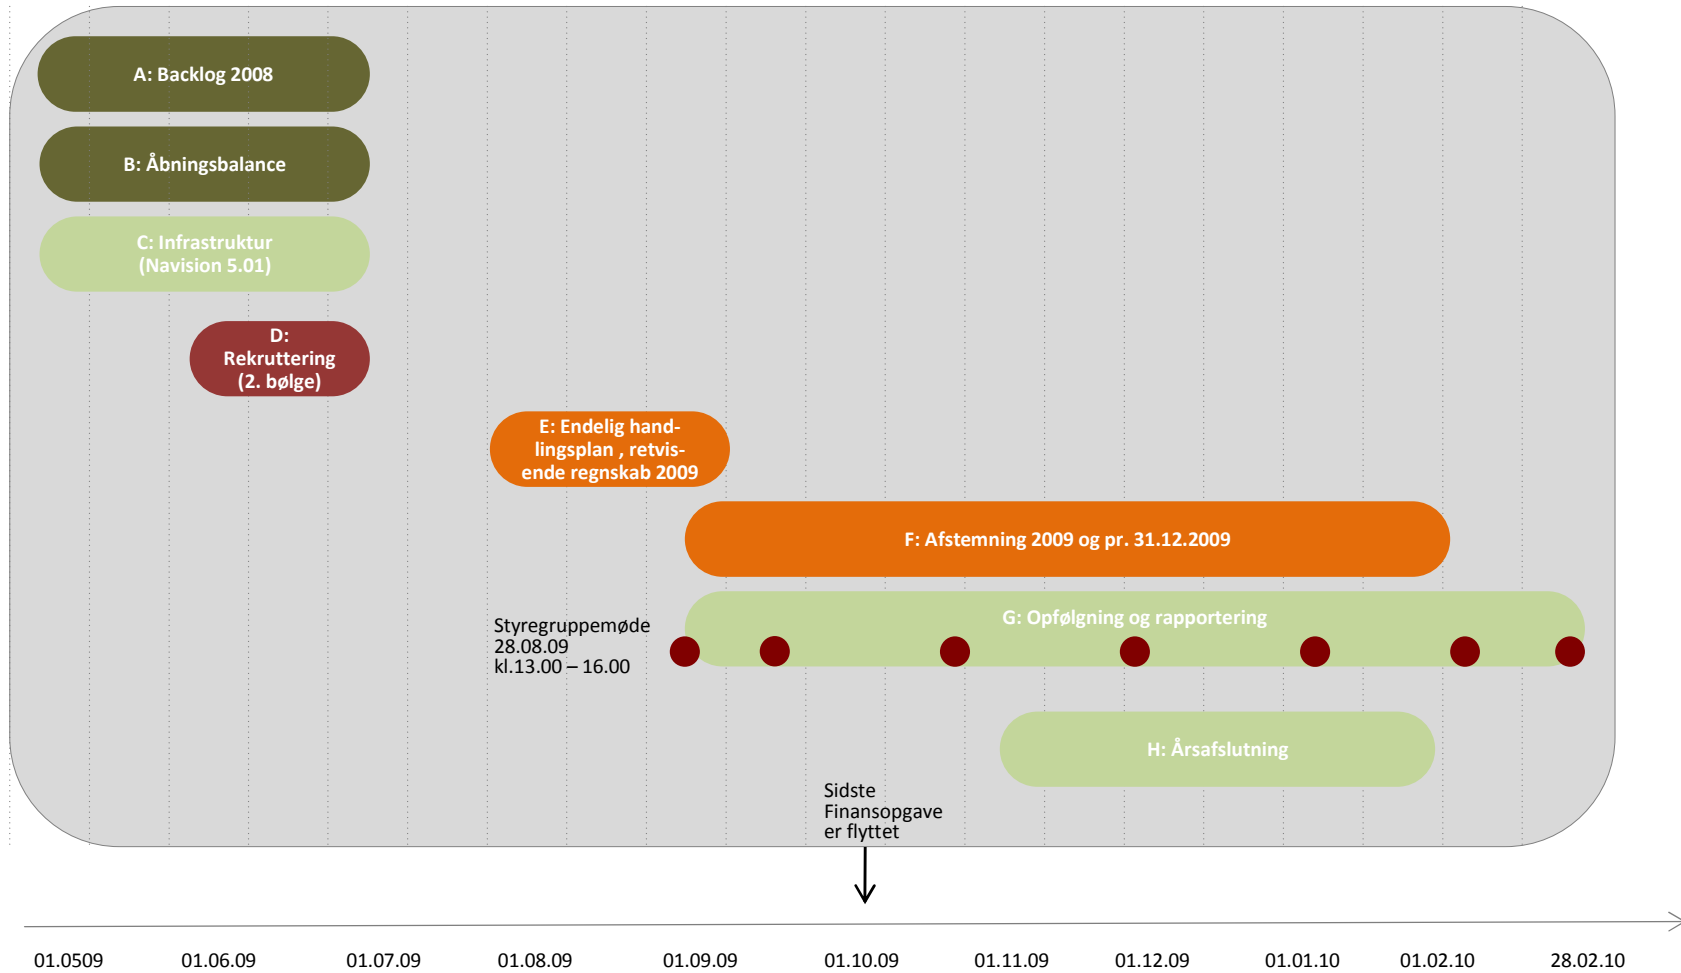 A: Backlog 2008
B: Åbningsbalance
C: Infrastruktur
(Navision 5.01)
D:
Rekruttering
(2. bølge)
E: Endelig hand-
lingsplan , retvis-
ende regnskab 2009
F: Afstemning 2009 og pr. 31.12.2009
G: Opfølgning og rapportering
Styregruppemøde
28.08.09
kl.13.00 – 16.00
H: Årsafslutning
Sidste
Finansopgave
er flyttet
01.0509 01.06.09 01.07.09 01.08.09 01.09.09 01.10.09 01.11.09 01.12.09 01.01.10 01.02.10 28.02.10